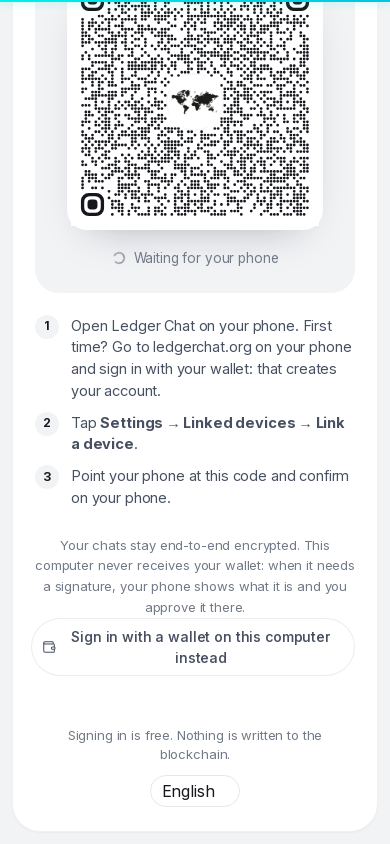 Waiting for your phone
1
Open Ledger Chat on your phone. First
time? Go to ledgerchat.org on your phone
and sign in with your wallet: that creates
your account.
2
Tap Settings → Linked devices → Link
a device.
3
Point your phone at this code and confirm
on your phone.
Your chats stay end-to-end encrypted. This
computer never receives your wallet: when it needs
a signature, your phone shows what it is and you
approve it there.
Sign in with a wallet on this computer
instead
Signing in is free. Nothing is written to the
blockchain.
English